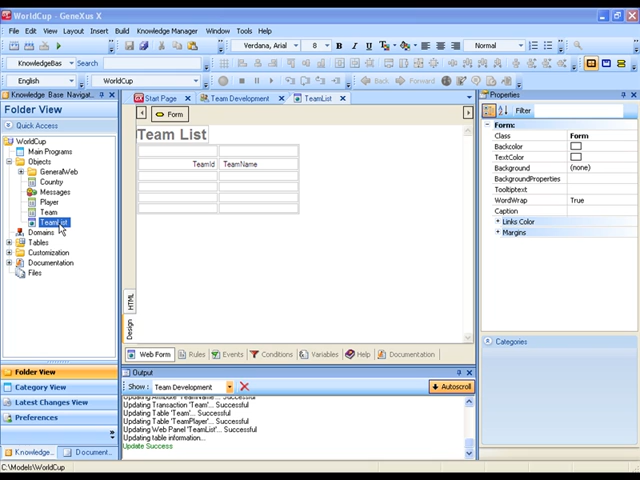 WorldCup - GeneXus X
File Edit View Layout Insert Build Knowledge Manager Window Tools Help
Verdana, Arial 8 B I U Normal
KnowledgeBas Search
English WorldCup Back Forward
Knowledge Base Navigat...
Folder View
Quick Access
WorldCup
Main Programs
Objects
GeneralWeb
Country
Messages
Player
Team
TeamList
Domains
Tables
Customization
Documentation
Files
Folder View
Category View
Latest Changes View
Preferences
Knowledge... Document...
Start Page Team Development TeamList
Form
Team List
TeamId TeamName
HTML
Design
Web Form Rules Events Conditions Variables Help Documentation
Output
Show : Team Development Autoscroll
Updating Attribute 'TeamName'... Successful
Updating Transaction 'Team'... Successful
Updating Table 'Team'... Successful
Updating Table 'TeamPlayer'... Successful
Updating Web Panel 'TeamList'... Successful
Updating table information...
Update Success
Properties
Filter
Form:
Class Form
Backcolor
TextColor
Background (none)
BackgroundProperties
Tooltiptext
WordWrap True
Caption
Links Color
Margins
Categories
C:\Models\WorldCup